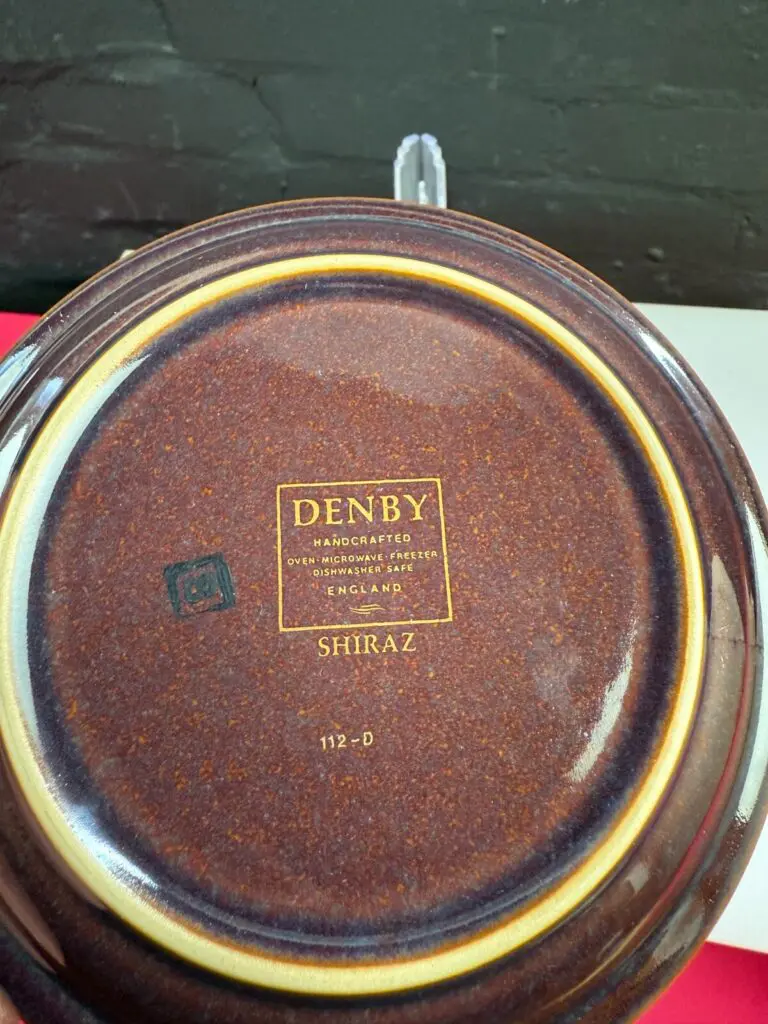 DENBY
HANDCRAFTED
OVEN·MICROWAVE·FREEZER
DISHWASHER SAFE
ENGLAND
SHIRAZ
112-D